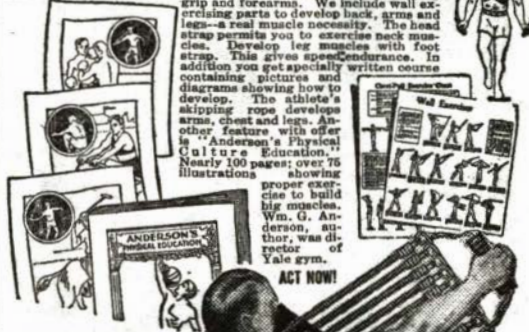 grip and forearms. We include wall ex-
ercising parts to develop back, arms and
legs--a real muscle necessity. The head
strap permits you to exercise neck mus-
cles. Develop leg muscles with foot
strap. This gives speed endurance. In
addition you get specially written course
containing pictures and
diagrams showing how to
develop. The athlete's
skipping rope develops
arms, chest and legs. An-
other feature with offer
is "Anderson's Physical
Culture Education."
Nearly 100 pages; over 75
illustrations showing
proper exer-
cise to build
big muscles.
Wm. G. An-
derson, au-
thor, was di-
rector of
Yale gym.
ACT NOW!
ANDERSON'S
PHYSICAL EDUCATION
Chest Pull Exercise Chart
Wall Exercise